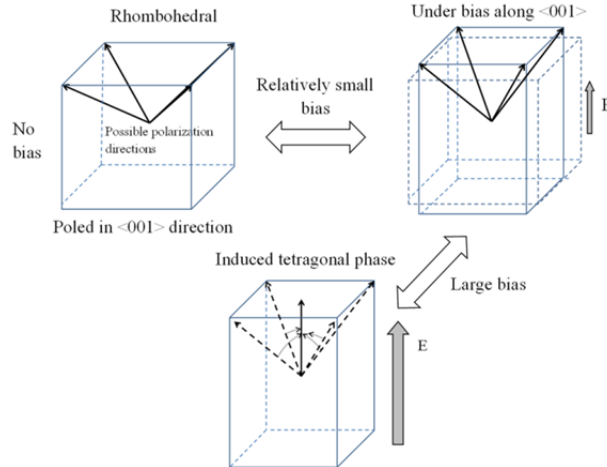 Rhombohedral
Under bias along <001>
Relatively small
bias
E
No
bias
Possible polarization
directions
Poled in <001> direction
Induced tetragonal phase
Large bias
E